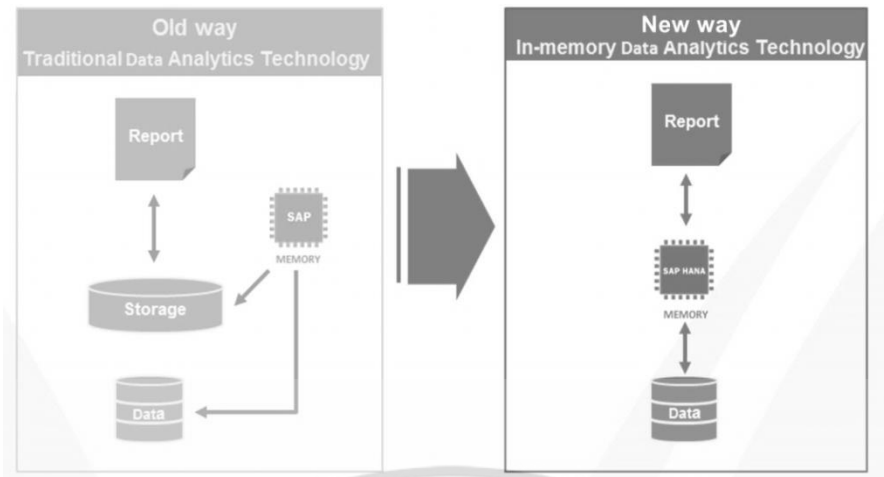 Old way
Traditional Data Analytics Technology
Report
SAP
MEMORY
Storage
Data
New way
In-memory Data Analytics Technology
Report
SAP HANA
MEMORY
Data